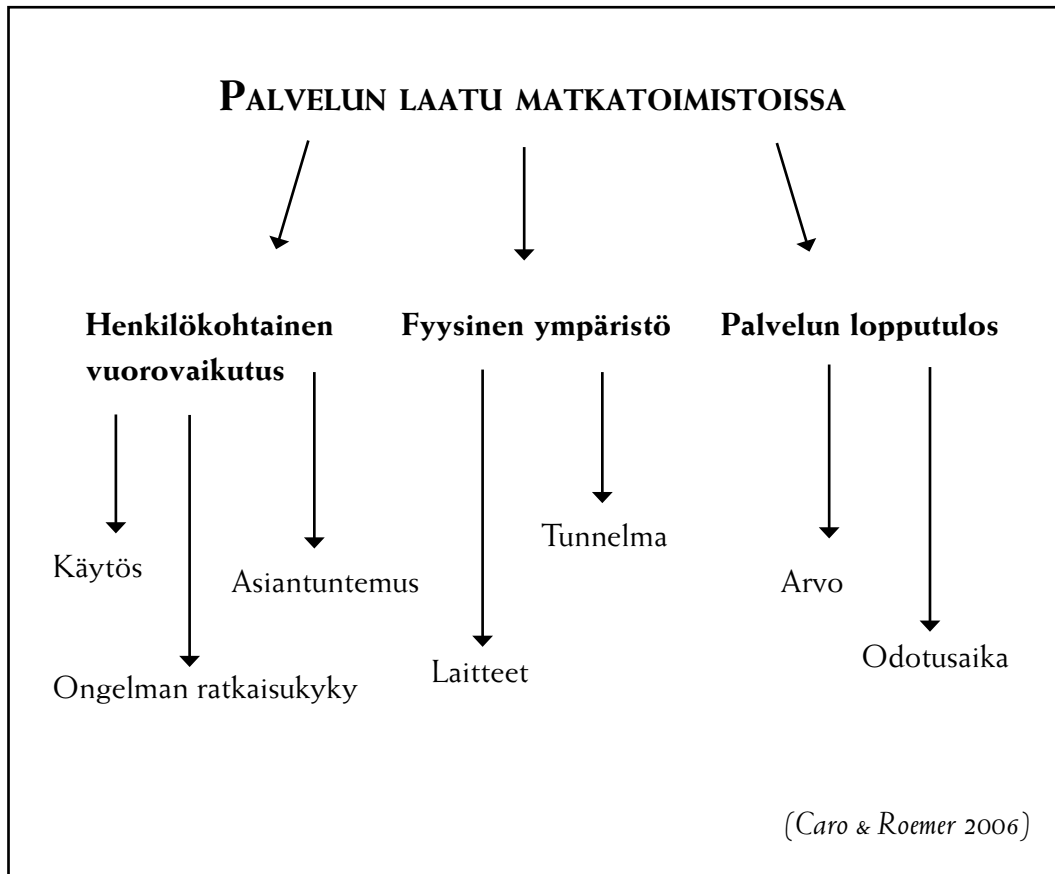 PALVELUN LAATU MATKATOIMISTOISSA
Henkilökohtainen
vuorovaikutus
Fyysinen ympäristö
Palvelun lopputulos
Käytös
Asiantuntemus
Ongelman ratkaisukyky
Tunnelma
Laitteet
Arvo
Odotusaika
(Caro & Roemer 2006)